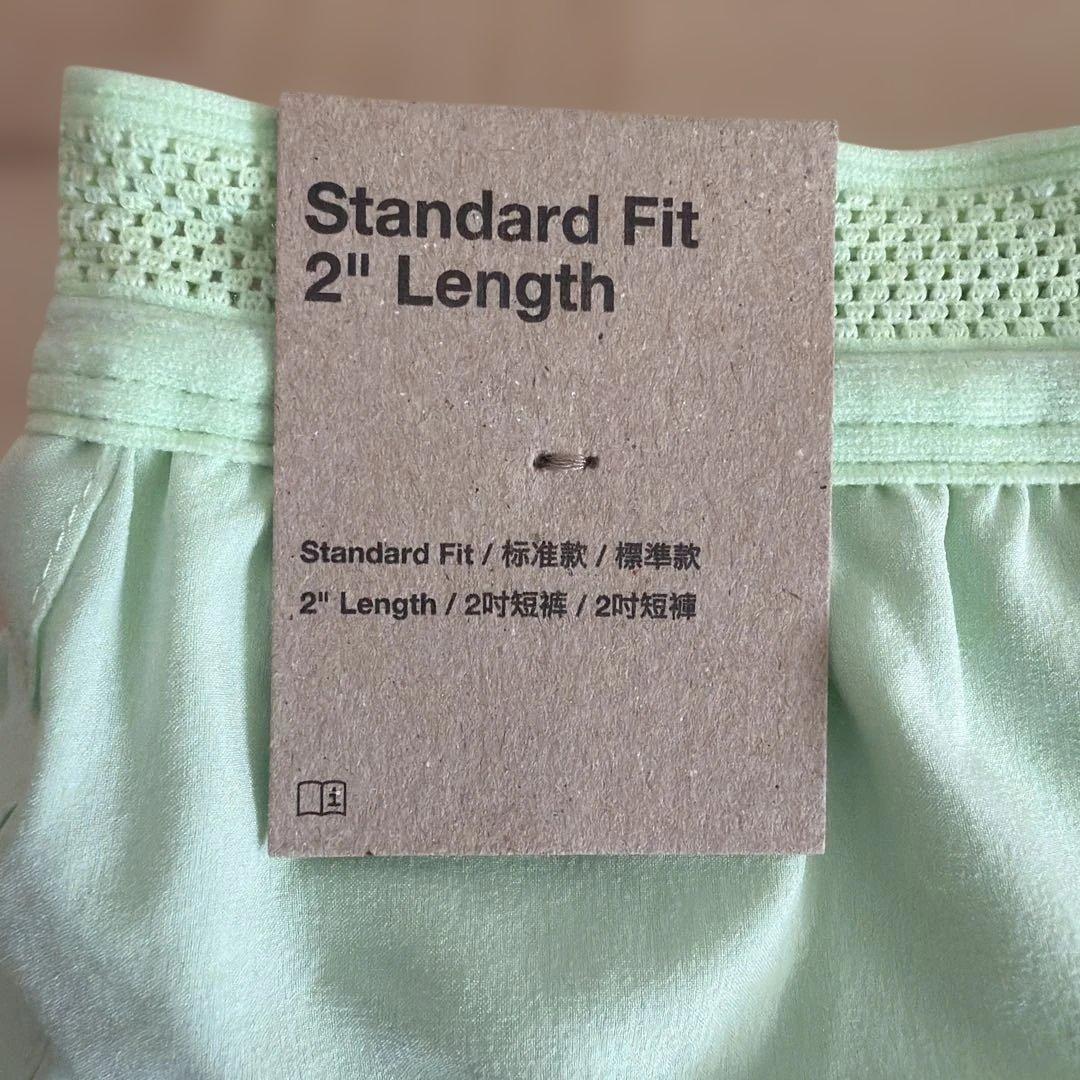 Standard Fit
2" Length
Standard Fit / 标准款 / 標準款
2" Length / 2吋短裤 / 2吋短褲
i